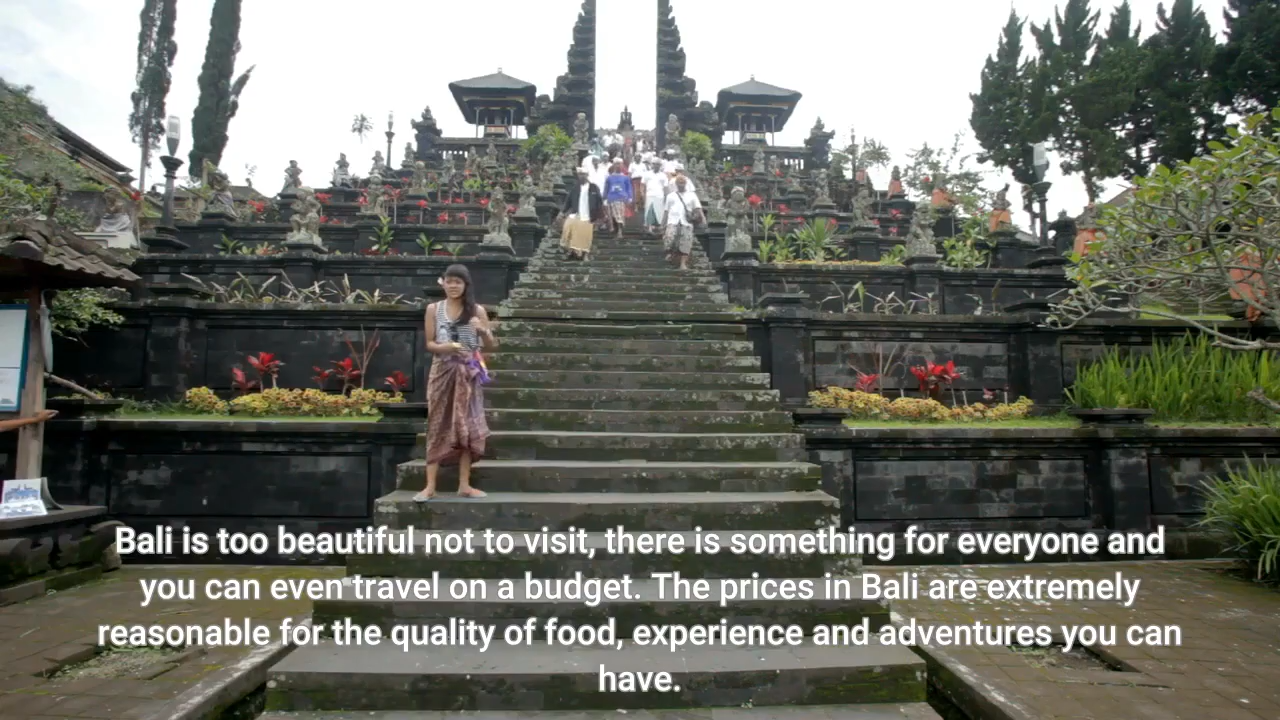 Bali is too beautiful not to visit, there is something for everyone and
you can even travel on a budget. The prices in Bali are extremely
reasonable for the quality of food, experience and adventures you can
have.